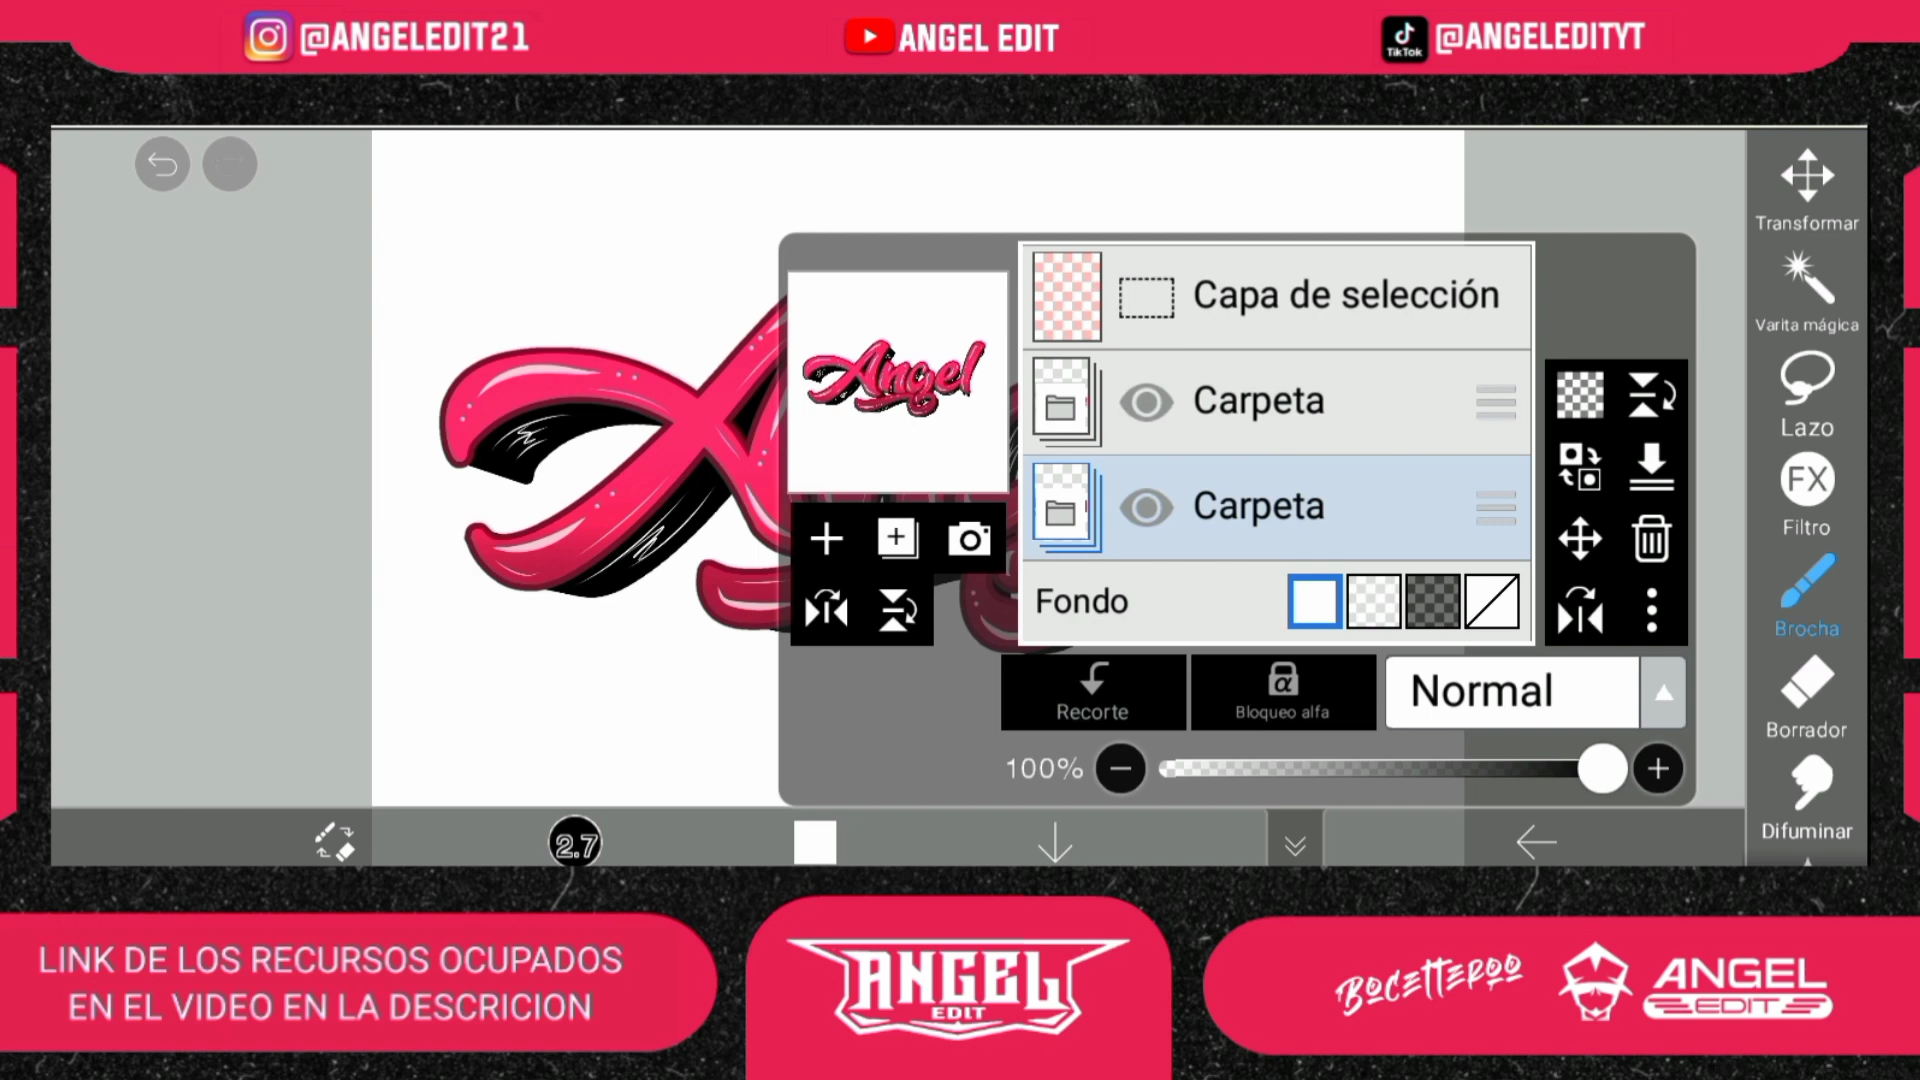 @ANGELEDIT21
ANGEL EDIT
TikTok
@ANGELEDITYT
Transformar
Capa de selección
Varita mágica
Angel
Carpeta
Lazo
Carpeta
FX
Filtro
Fondo
Brocha
Recorte
α
Bloqueo alfa
Normal
Borrador
100%
Difuminar
2.7
LINK DE LOS RECURSOS OCUPADOS
EN EL VIDEO EN LA DESCRICION
ANGEL
EDIT
BOCETTEROO
ANGEL
EDIT